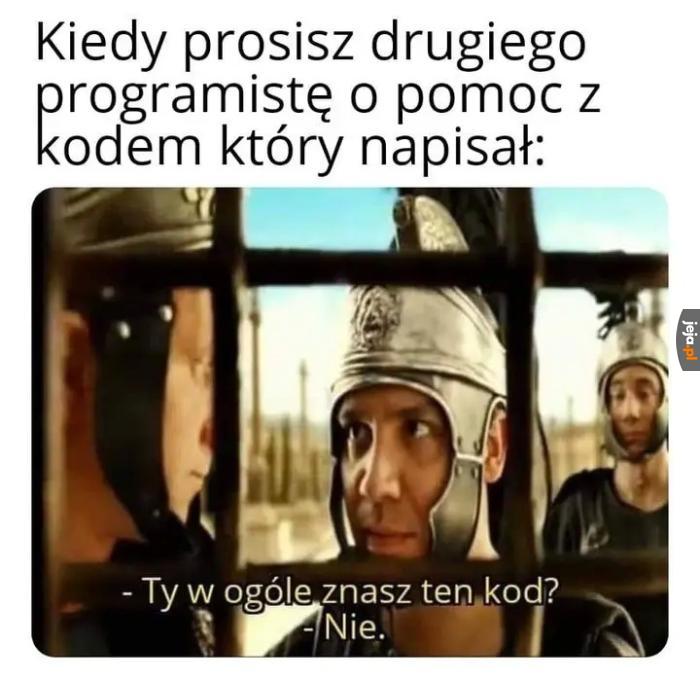 Kiedy prosisz drugiego
programistę o pomoc z
kodem który napisał:
- Ty w ogóle znasz ten kod?
- Nie.
jeja.pl